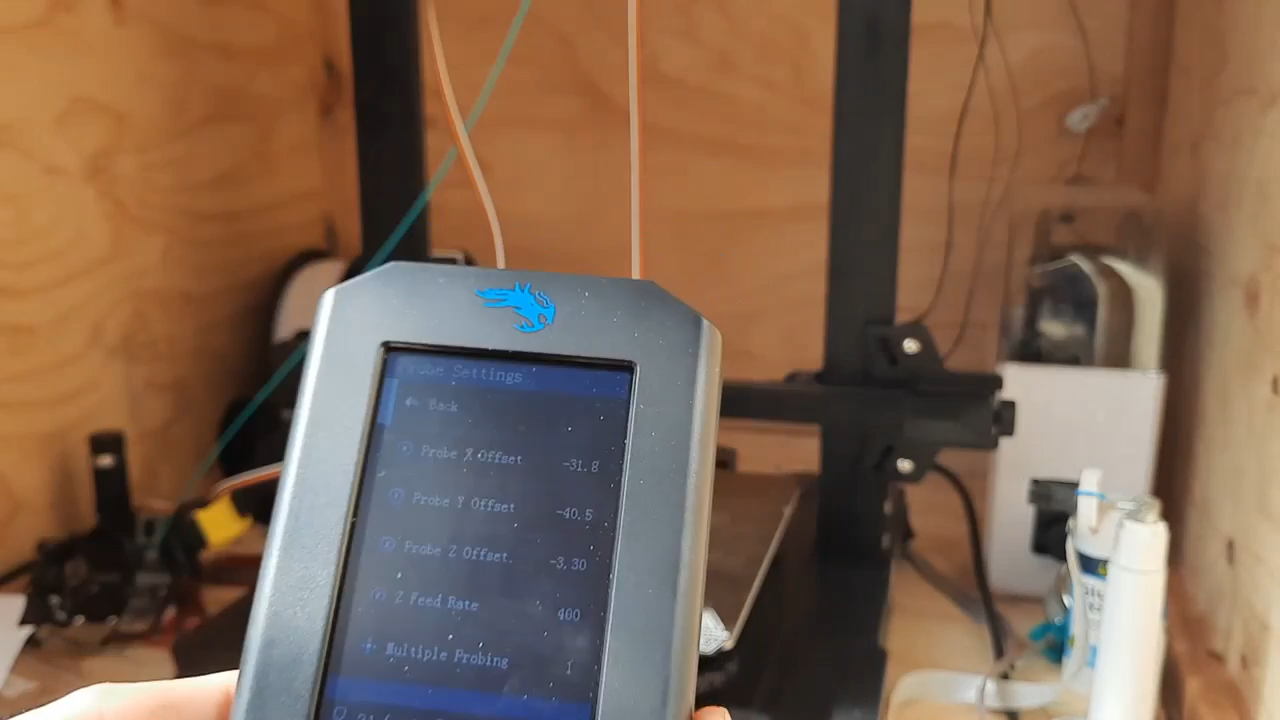 Probe Settings
Back
Probe X Offset -31.8
Probe Y Offset -40.5
Probe Z Offset. -3.30
Z Feed Rate 400
Multiple Probing 1